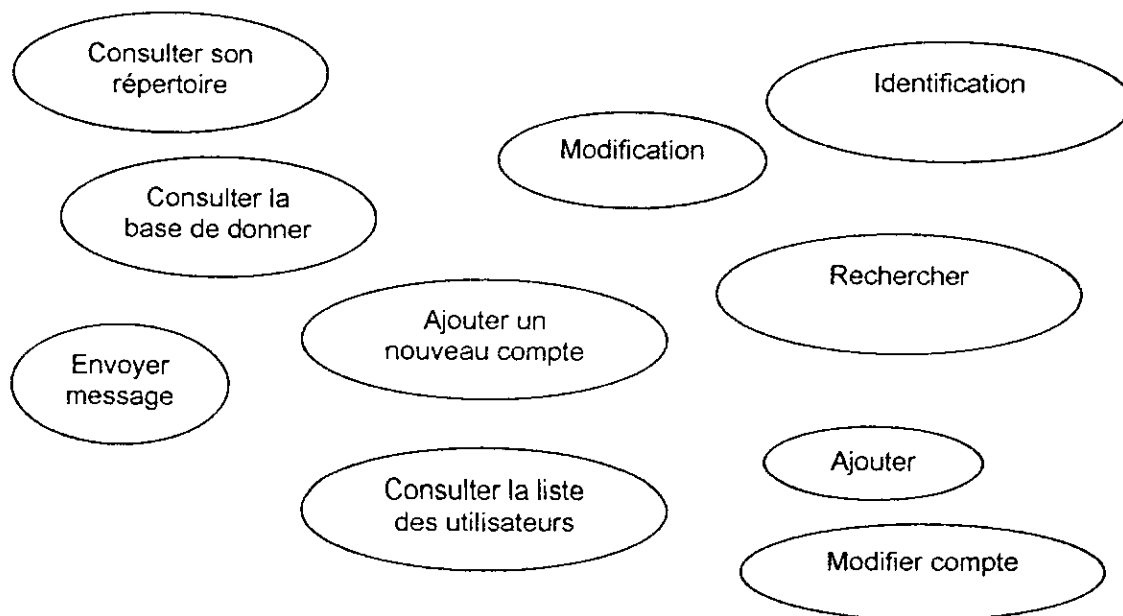 Consulter son
répertoire
Identification
Modification
Consulter la
base de donner
Rechercher
Ajouter un
nouveau compte
Envoyer
message
Ajouter
Consulter la liste
des utilisateurs
Modifier compte